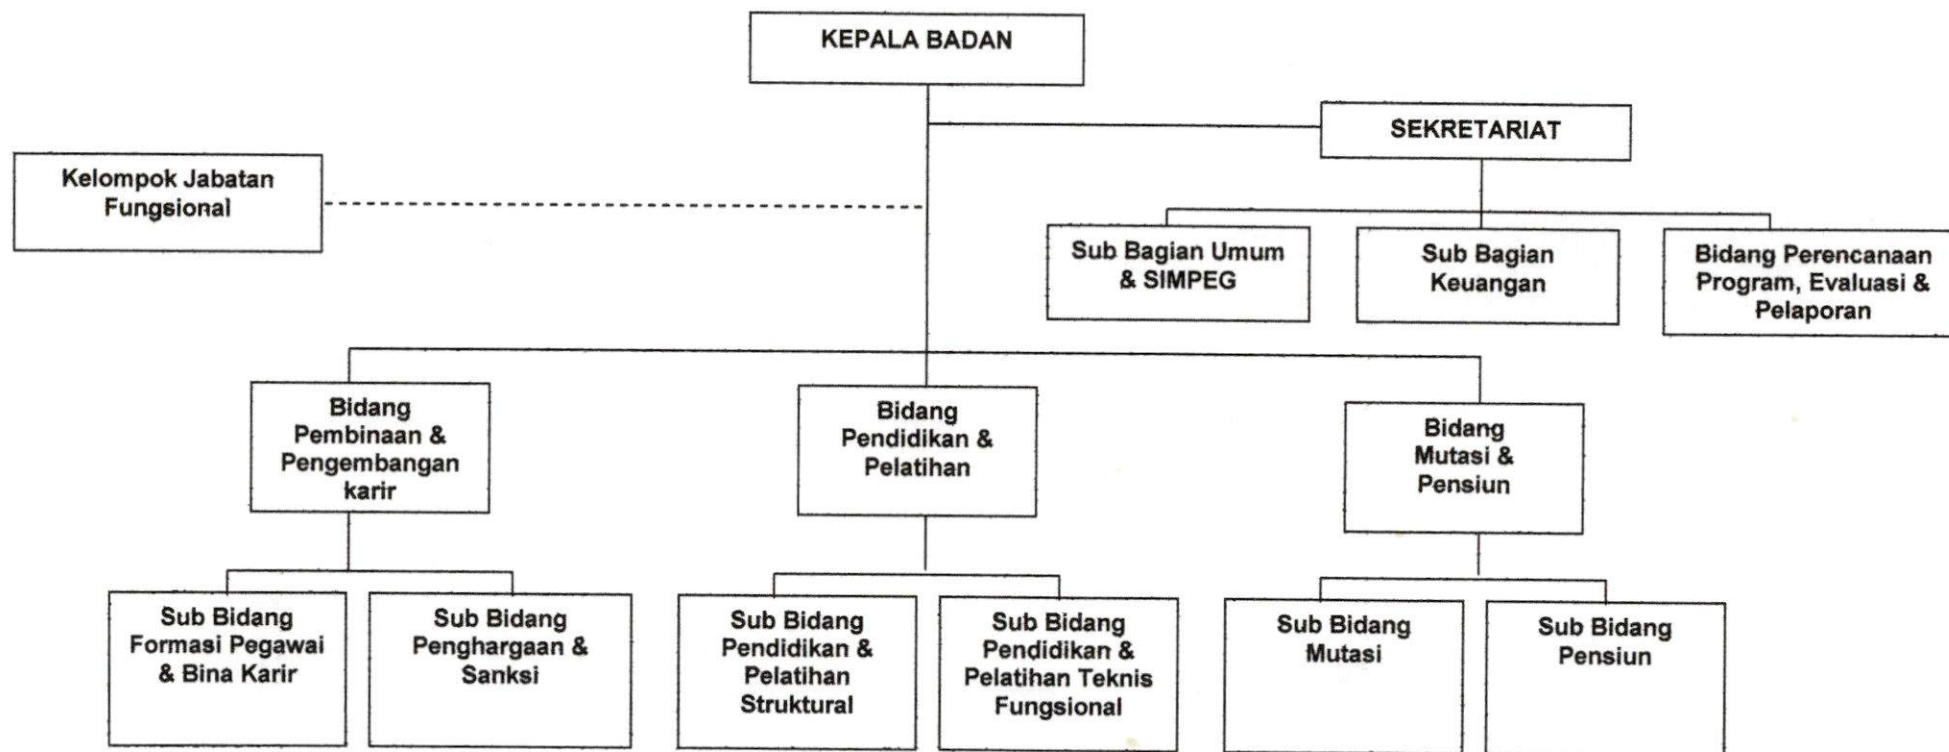 KEPALA BADAN
SEKRETARIAT
Kelompok Jabatan
Fungsional
Sub Bagian Umum
& SIMPEG
Sub Bagian
Keuangan
Bidang Perencanaan
Program, Evaluasi &
Pelaporan
Bidang
Pembinaan &
Pengembangan
karir
Bidang
Pendidikan &
Pelatihan
Bidang
Mutasi &
Pensiun
Sub Bidang
Formasi Pegawai
& Bina Karir
Sub Bidang
Penghargaan &
Sanksi
Sub Bidang
Pendidikan &
Pelatihan
Struktural
Sub Bidang
Pendidikan &
Pelatihan Teknis
Fungsional
Sub Bidang
Mutasi
Sub Bidang
Pensiun